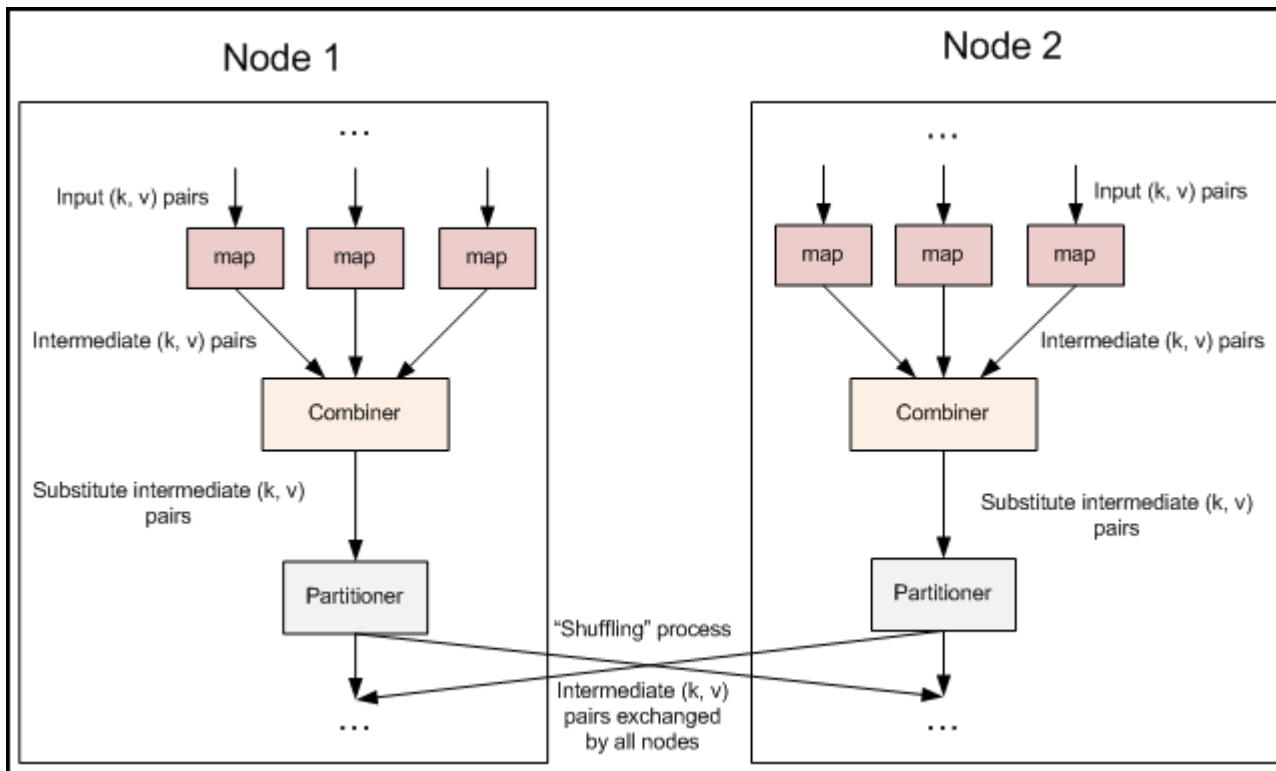 Node 1
Node 2
...
...
Input (k, v) pairs
Input (k, v) pairs
map
map
map
map
map
map
Intermediate (k, v) pairs
Intermediate (k, v) pairs
Combiner
Combiner
Substitute intermediate (k, v)
pairs
Substitute intermediate (k, v)
pairs
Partitioner
Partitioner
“Shuffling” process
Intermediate (k, v)
pairs exchanged
by all nodes
...
...